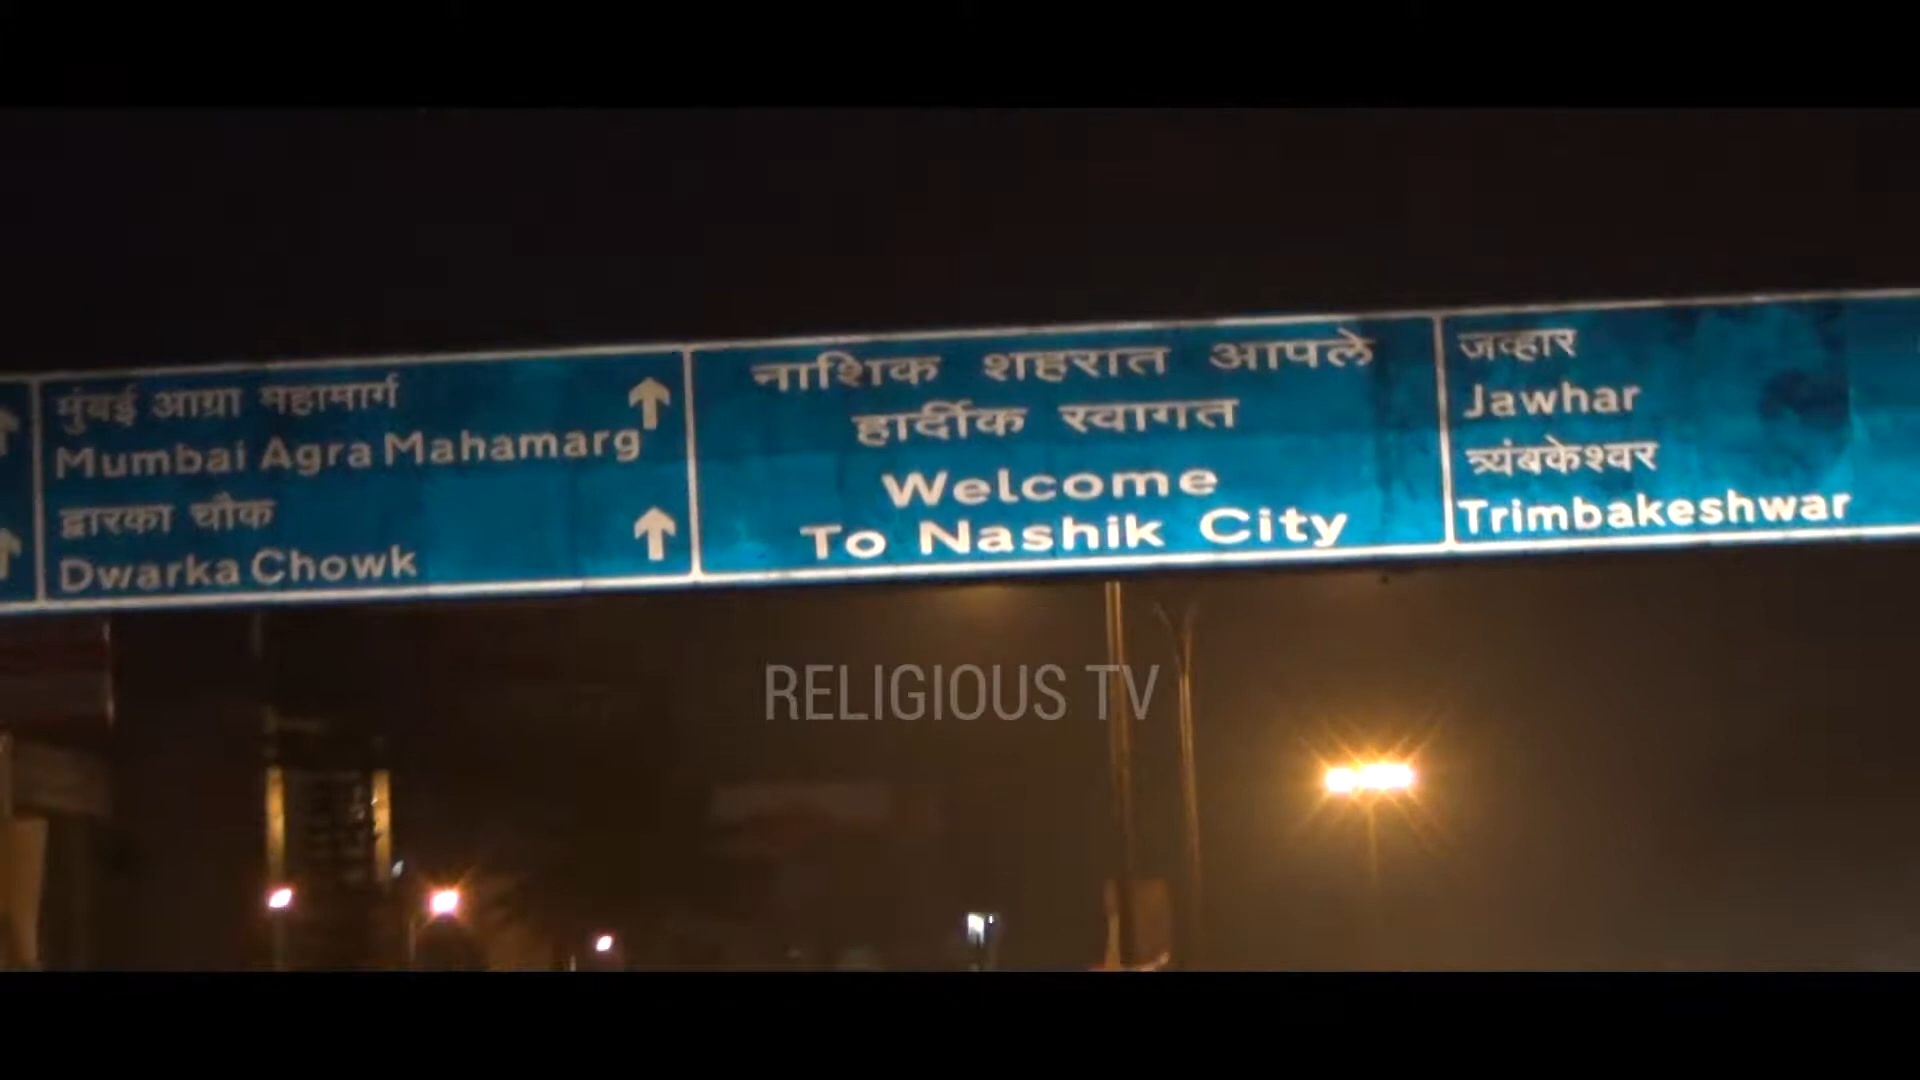 मुंबई आग्रा महामार्ग
Mumbai Agra Mahamarg
द्वारका चौक
Dwarka Chowk
नाशिक शहरात आपले
हार्दीक स्वागत
Welcome
To Nashik City
जव्हार
Jawhar
त्र्यंबकेश्वर
Trimbakeshwar
RELIGIOUS TV